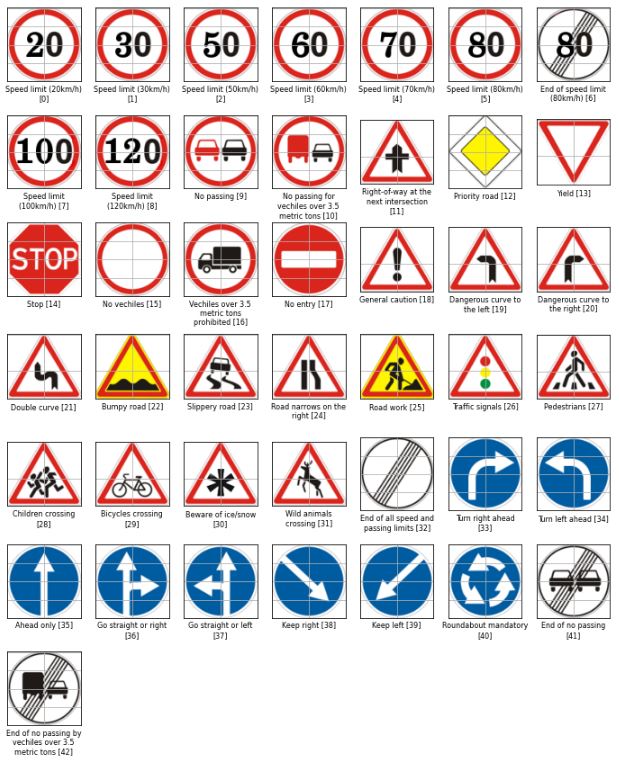 20
30
50
60
70
80
80
Speed limit (20km/h)
[0]
Speed limit (30km/h)
[1]
Speed limit (50km/h)
[2]
Speed limit (60km/h)
[3]
Speed limit (70km/h)
[4]
Speed limit (80km/h)
[5]
End of speed limit
(80km/h) [6]
100
120
Speed limit
(100km/h) [7]
Speed limit
(120km/h) [8]
No passing [9]
No passing for
vechiles over 3.5
metric tons [10]
Right-of-way at the
next intersection
[11]
Priority road [12]
Yield [13]
STOP
Stop [14]
No vechiles [15]
Vechiles over 3.5
metric tons
prohibited [16]
No entry [17]
General caution [18]
Dangerous curve to
the left [19]
Dangerous curve to
the right [20]
Double curve [21]
Bumpy road [22]
Slippery road [23]
Road narrows on the
right [24]
Road work [25]
Traffic signals [26]
Pedestrians [27]
Children crossing
[28]
Bicycles crossing
[29]
Beware of ice/snow
[30]
Wild animals
crossing [31]
End of all speed and
passing limits [32]
Turn right ahead
[33]
Turn left ahead [34]
Ahead only [35]
Go straight or right
[36]
Go straight or left
[37]
Keep right [38]
Keep left [39]
Roundabout mandatory
[40]
End of no passing
[41]
End of no passing by
vechiles over 3.5
metric tons [42]